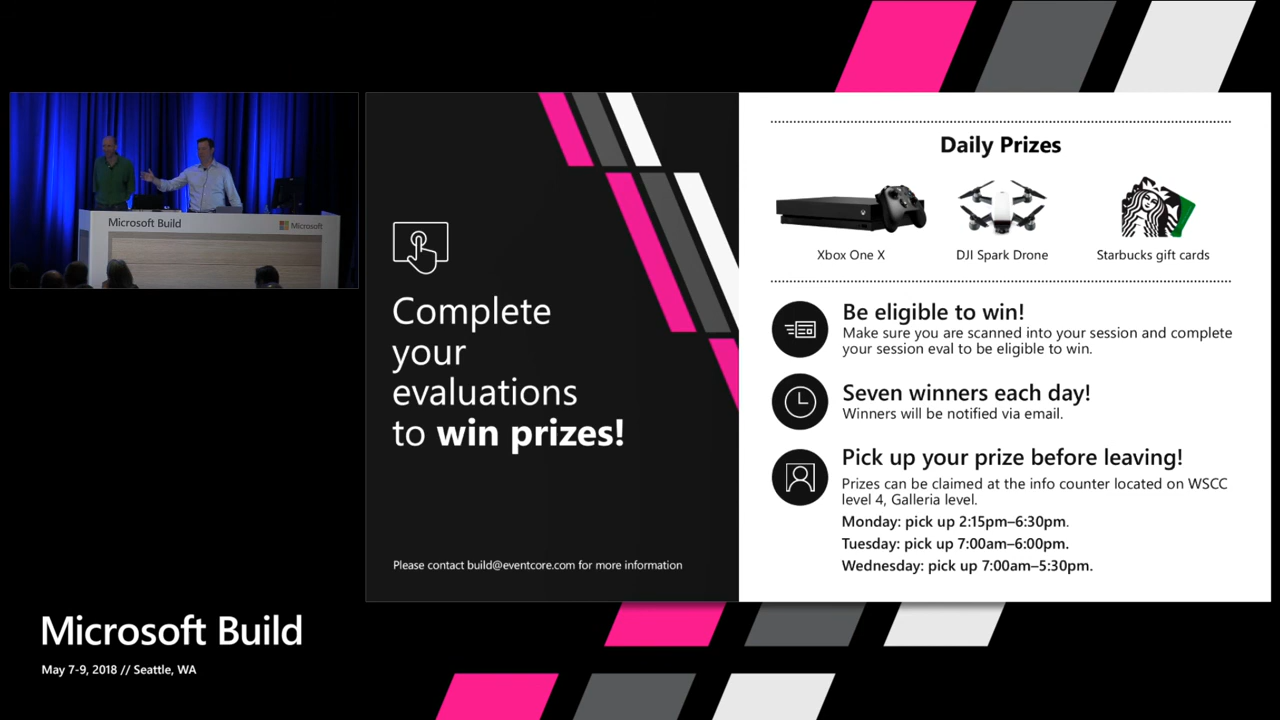 Microsoft Build
Microsoft
Complete
your
evaluations
to win prizes!
Please contact build@eventcore.com for more information
Daily Prizes
Xbox One X
DJI Spark Drone
Starbucks gift cards
Be eligible to win!
Make sure you are scanned into your session and complete
your session eval to be eligible to win.
Seven winners each day!
Winners will be notified via email.
Pick up your prize before leaving!
Prizes can be claimed at the info counter located on WSCC
level 4, Galleria level.
Monday: pick up 2:15pm–6:30pm.
Tuesday: pick up 7:00am–6:00pm.
Wednesday: pick up 7:00am–5:30pm.
Microsoft Build
May 7-9, 2018 // Seattle, WA